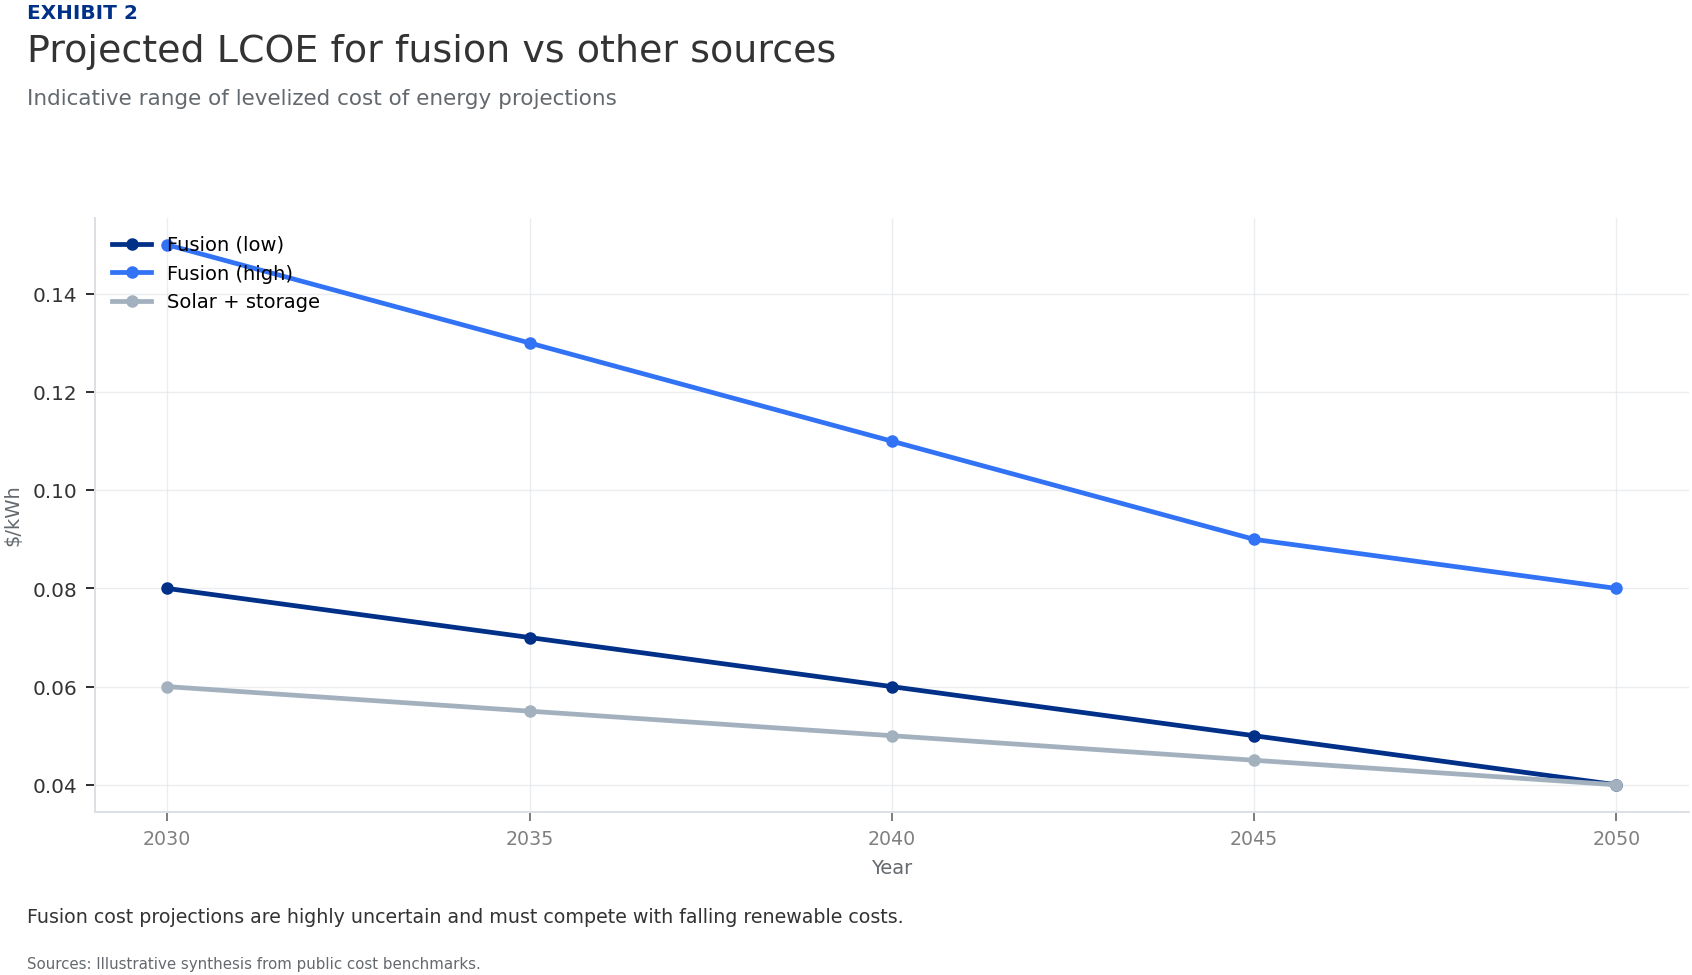 EXHIBIT 2
Projected LCOE for fusion vs other sources
Indicative range of levelized cost of energy projections
Fusion (low)
Fusion (high)
Solar + storage
0.14
0.12
0.10
0.08
0.06
0.04
$/kWh
2030 2035 2040 2045 2050
Year
Fusion cost projections are highly uncertain and must compete with falling renewable costs.
Sources: Illustrative synthesis from public cost benchmarks.